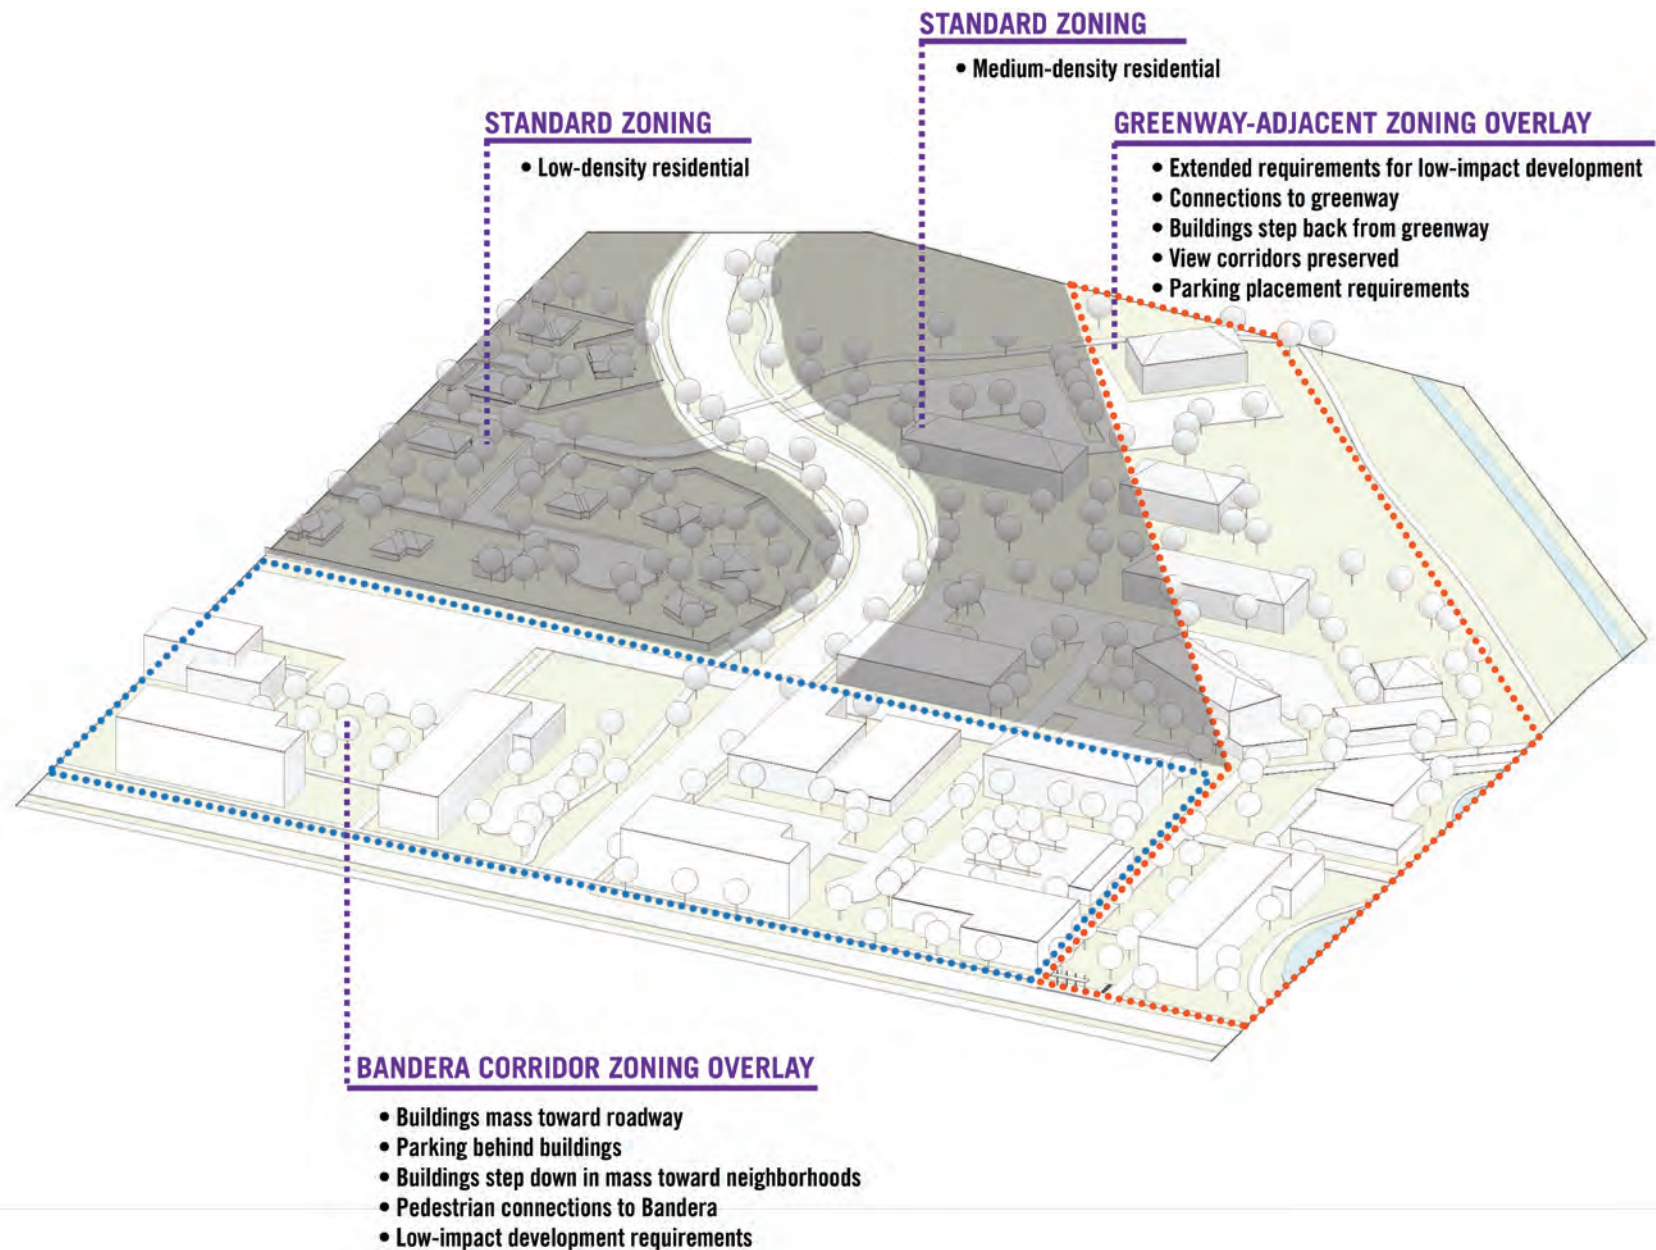 STANDARD ZONING
• Medium-density residential
STANDARD ZONING
• Low-density residential
GREENWAY-ADJACENT ZONING OVERLAY
• Extended requirements for low-impact development
• Connections to greenway
• Buildings step back from greenway
• View corridors preserved
• Parking placement requirements
BANDERA CORRIDOR ZONING OVERLAY
• Buildings mass toward roadway
• Parking behind buildings
• Buildings step down in mass toward neighborhoods
• Pedestrian connections to Bandera
• Low-impact development requirements